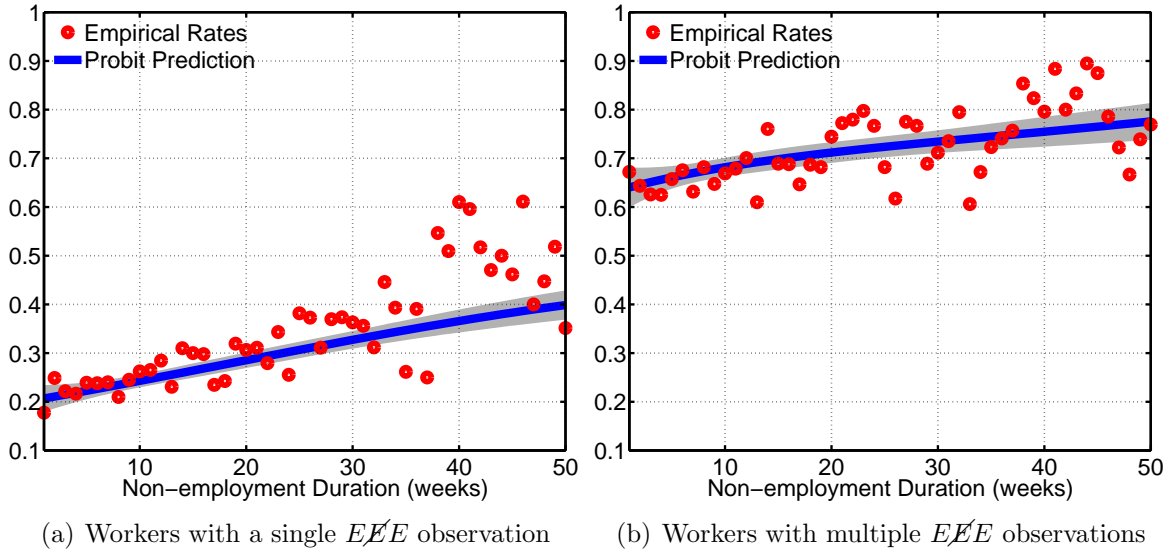 1
0.9
0.8
0.7
0.6
0.5
0.4
0.3
0.2
0.1
Empirical Rates
Probit Prediction
10 20 30 40 50
Non−employment Duration (weeks)
(a) Workers with a single EE̸E observation
1
0.9
0.8
0.7
0.6
0.5
0.4
0.3
0.2
0.1
Empirical Rates
Probit Prediction
10 20 30 40 50
Non−employment Duration (weeks)
(b) Workers with multiple EE̸E observations